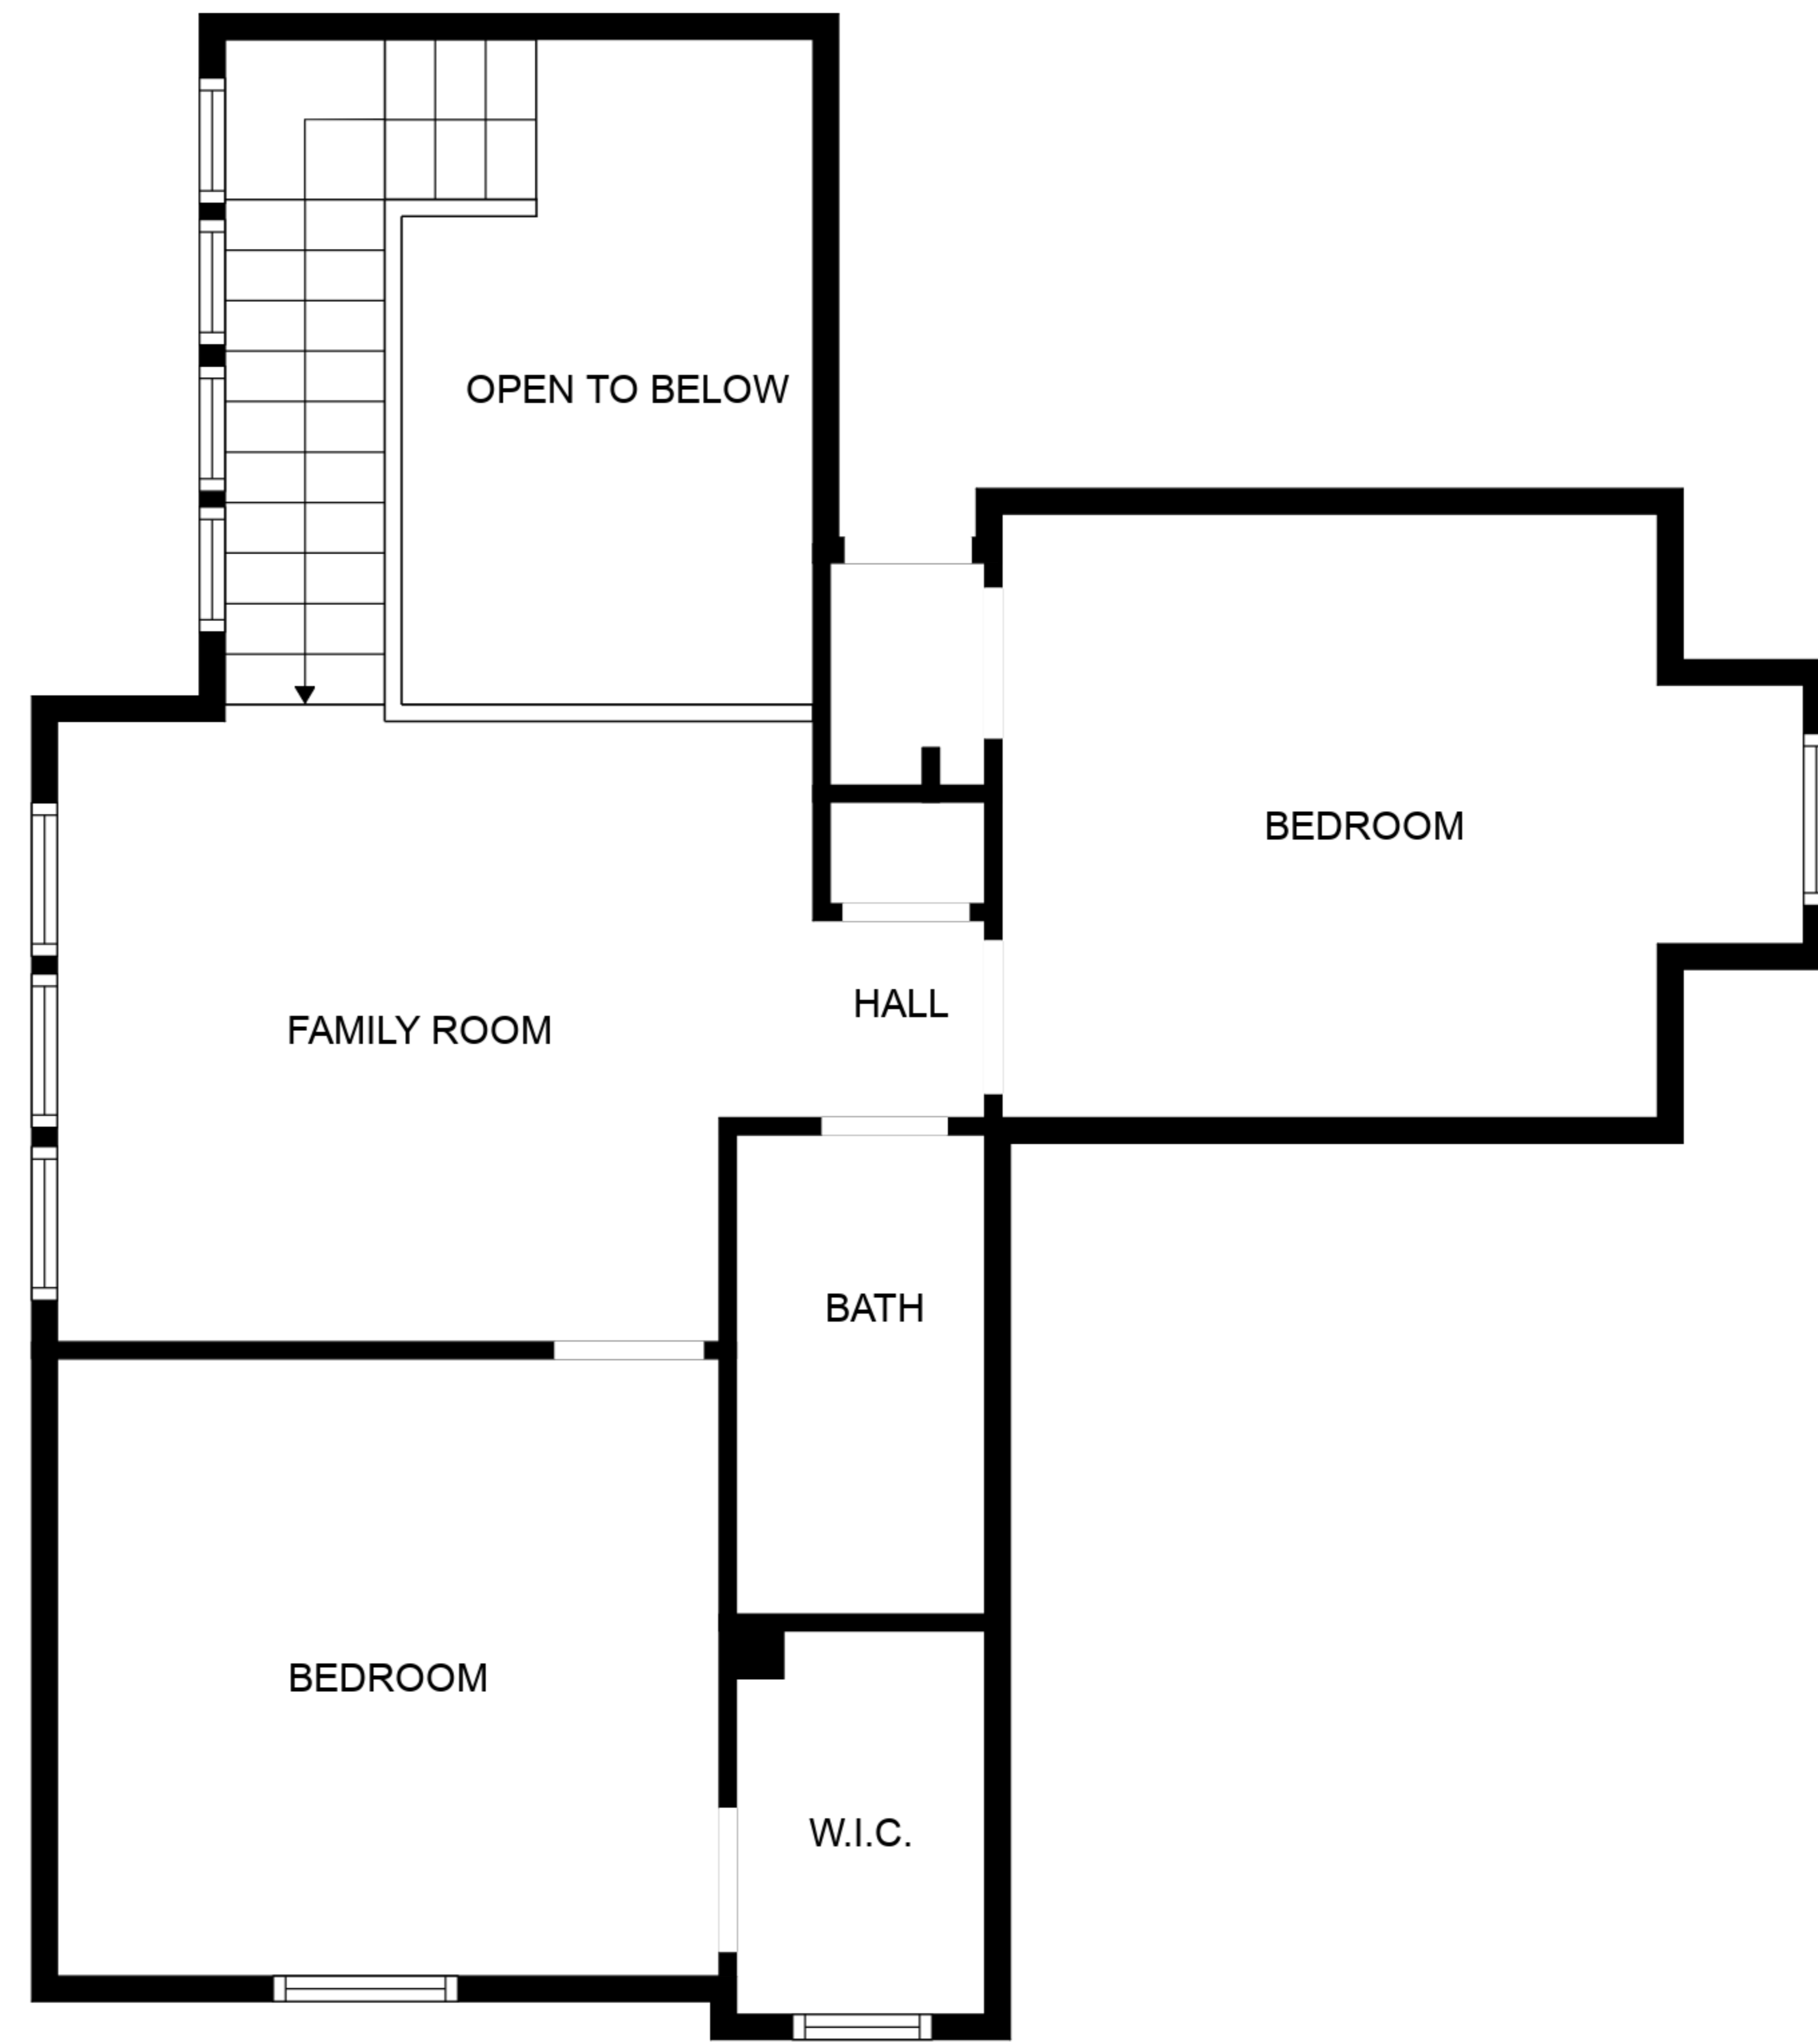 OPEN TO BELOW
BEDROOM
HALL
FAMILY ROOM
BATH
BEDROOM
W.I.C.